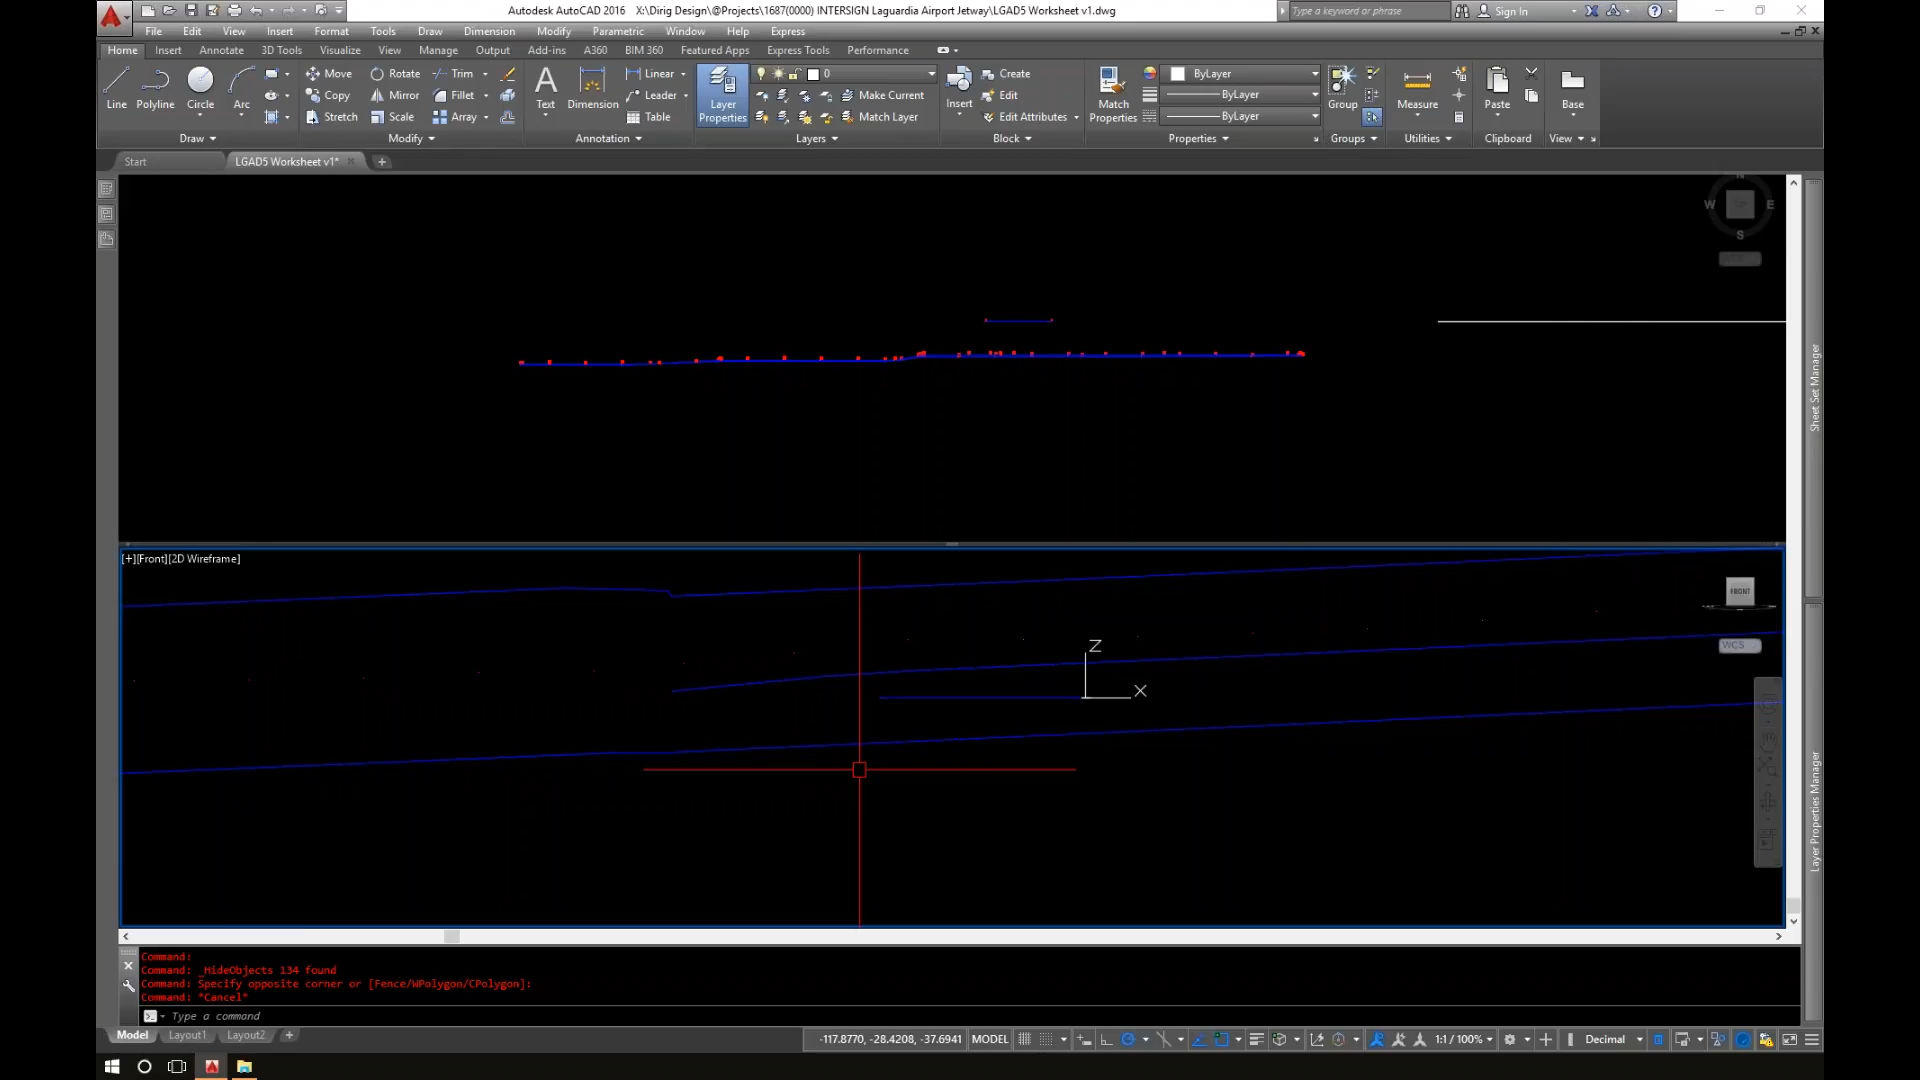 Autodesk AutoCAD 2016 X:\Dirig Design\@Projects\1687(0000) INTERSIGN Laguardia Airport Jetway\LGAD5 Worksheet v1.dwg
Type a keyword or phrase
Sign In
File Edit View Insert Format Tools Draw Dimension Modify Parametric Window Help Express
Home Insert Annotate 3D Tools Visualize View Manage Output Add-ins A360 BIM 360 Featured Apps Express Tools Performance
Move Rotate Trim Linear 0 Create ByLayer
Copy Mirror Fillet Leader Make Current Edit ByLayer
Line Polyline Circle Arc Text Dimension Layer Insert Match Group Measure Paste Base
Stretch Scale Array Table Properties Match Layer Edit Attributes Properties ByLayer
Draw Modify Annotation Layers Block Properties Groups Utilities Clipboard View
Start LGAD5 Worksheet v1*
N
W E
S
Sheet Set Manager
[+][Front][2D Wireframe]
FRONT
Z
WCS
X
Layer Properties Manager
Command:
Command: _HideObjects 134 found
Command: Specify opposite corner or [Fence/WPolygon/CPolygon]:
Command: *Cancel*
Type a command
Model Layout1 Layout2
-117.8770, -28.4208, -37.6941 MODEL 1:1 / 100% Decimal